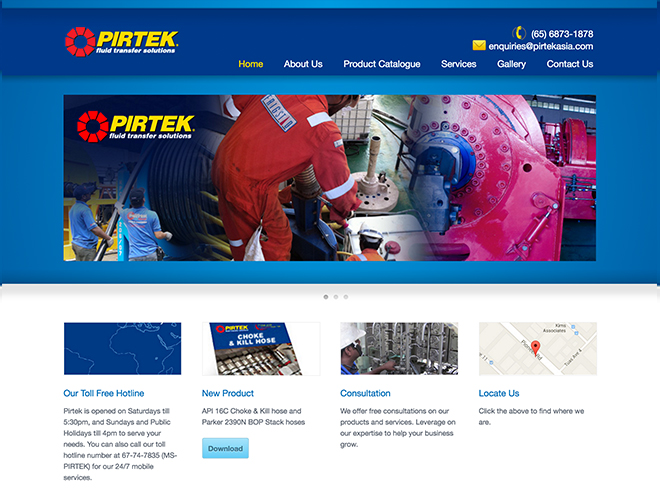 PIRTEK
fluid transfer solutions
(65) 6873-1878
enquiries@pirtekasia.com
Home About Us Product Catalogue Services Gallery Contact Us
PIRTEK
fluid transfer solutions
PIRTEK
CHOKE
& KILL HOSE
Kims
Associates
Our Toll Free Hotline
Pirtek is opened on Saturdays till
5:30pm, and Sundays and Public
Holidays till 4pm to serve your
needs. You can also call our toll
hotline number at 67-74-7835 (MS-
PIRTEK) for our 24/7 mobile
services.
New Product
API 16C Choke & Kill hose and
Parker 2390N BOP Stack hoses
Download
Consultation
We offer free consultations on our
products and services. Leverage on
our expertise to help your business
grow.
Locate Us
Click the above to find where we
are.